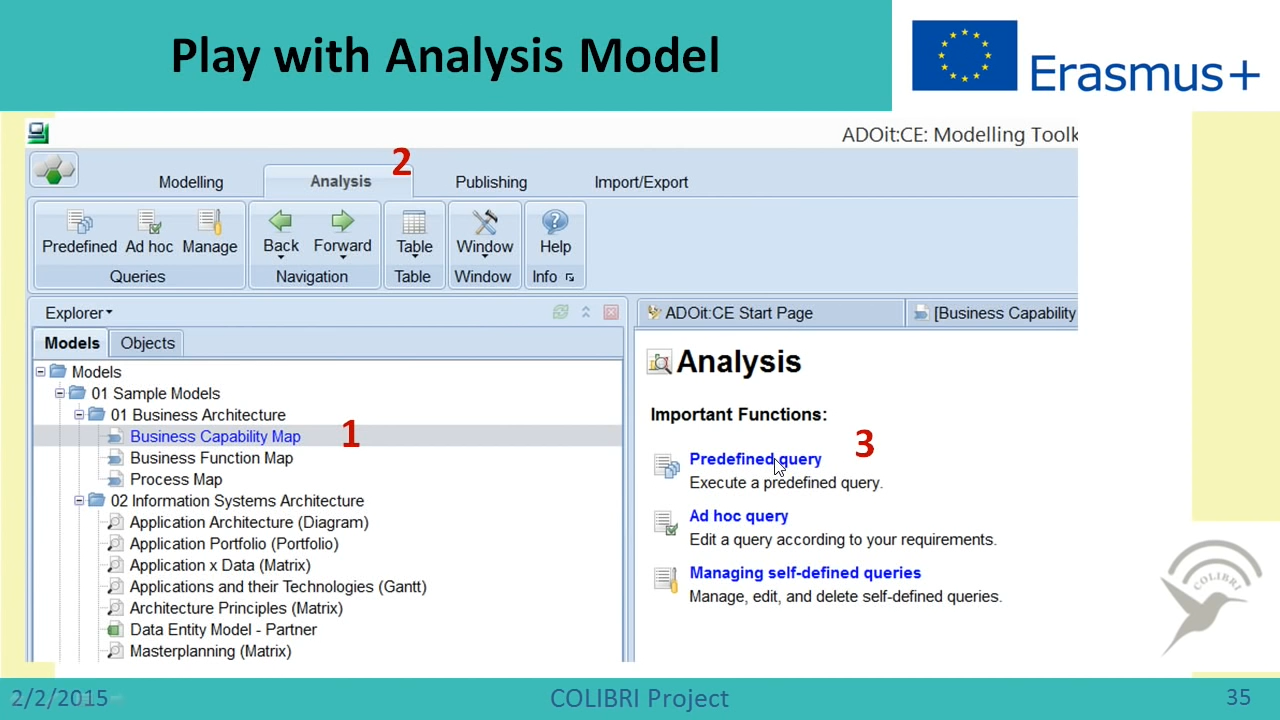 Play with Analysis Model
Erasmus+
ADOit:CE: Modelling Toolk
2
Modelling Analysis Publishing Import/Export
Predefined Ad hoc Manage Back Forward Table Window Help
Queries Navigation Table Window Info
Explorer
ADOit:CE Start Page [Business Capability
Models Objects
Models
01 Sample Models
01 Business Architecture
Business Capability Map 1
Business Function Map
Process Map
02 Information Systems Architecture
Application Architecture (Diagram)
Application Portfolio (Portfolio)
Application x Data (Matrix)
Applications and their Technologies (Gantt)
Architecture Principles (Matrix)
Data Entity Model - Partner
Masterplanning (Matrix)
Analysis
Important Functions:
Predefined query 3
Execute a predefined query.
Ad hoc query
Edit a query according to your requirements.
Managing self-defined queries
Manage, edit, and delete self-defined queries.
COLIBRI
2/2/2015 COLIBRI Project 35